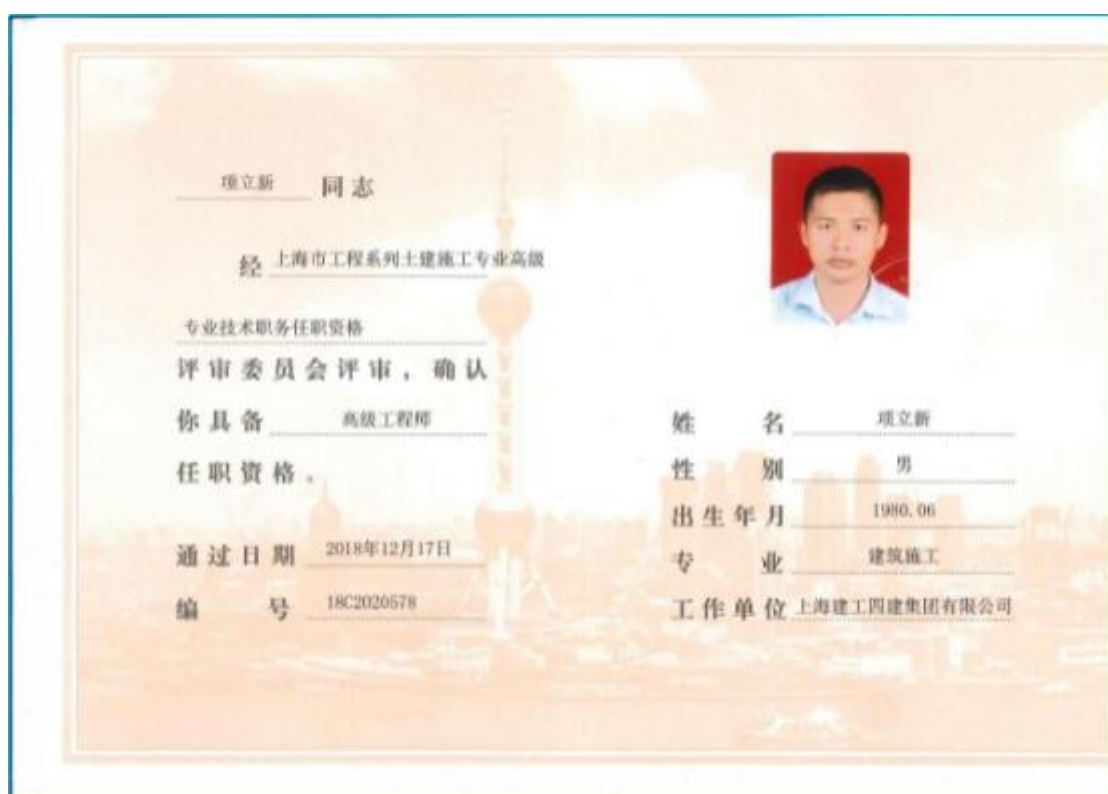 项立新 同志
经 上海市工程系列土建施工专业高级
专业技术职务任职资格
评审委员会评审，确认
你具备 高级工程师
任职资格。
通过日期 2018年12月17日
编号 18C2020578
姓名 项立新
性别 男
出生年月 1980.06
专业 建筑施工
工作单位 上海建工四建集团有限公司